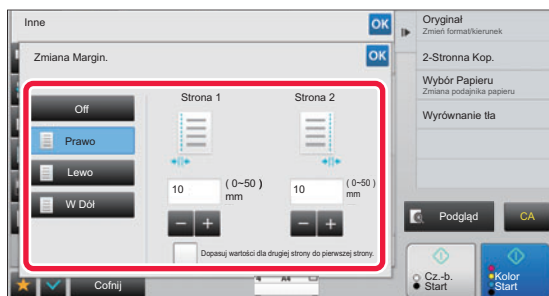 Inne
OK
Zmiana Margin.
OK
Off
Prawo
Lewo
W Dół
Strona 1
Strona 2
10
( 0~50 )
mm
10
( 0~50 )
mm
Dopasuj wartości dla drugiej strony do pierwszej strony.
Cofnij
A4
Oryginał
Zmień format/kierunek
2-Stronna Kop.
Wybór Papieru
Zmiana podajnika papieru
Wyrównanie tła
Podgląd
CA
Cz.-b.
Start
Kolor
Start